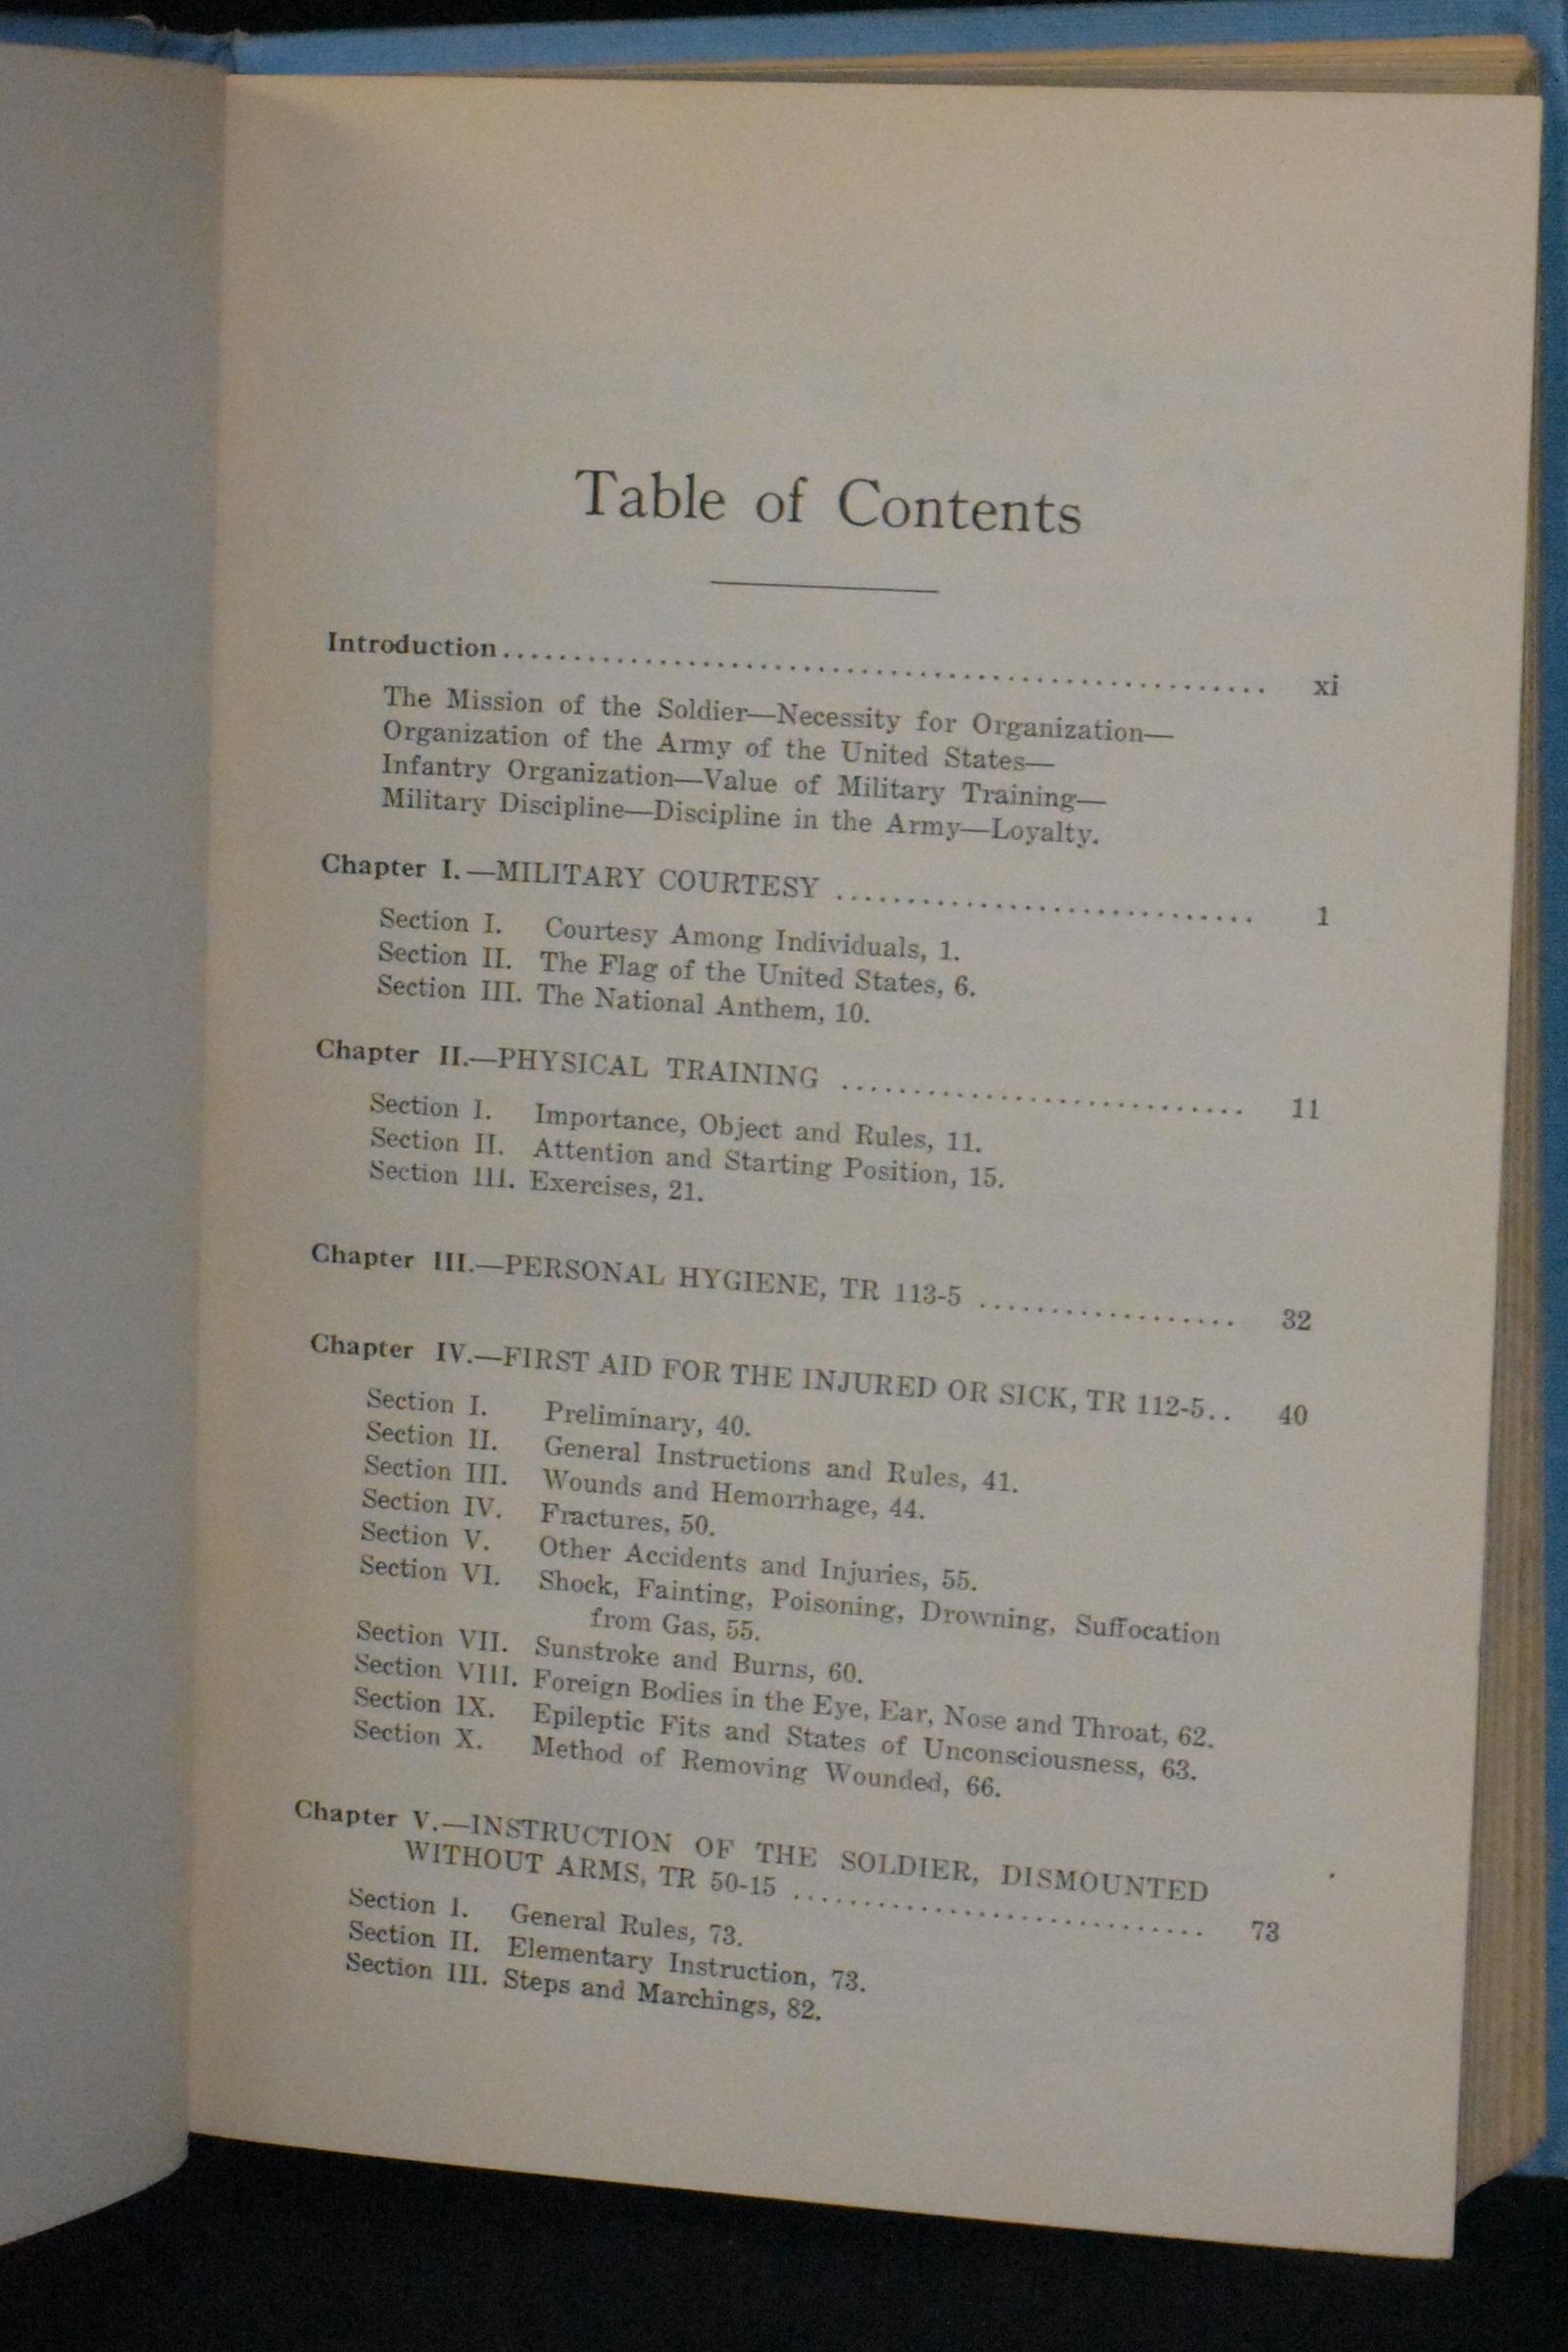 Table of Contents
Introduction.................................................... xi
The Mission of the Soldier—Necessity for Organization—
Organization of the Army of the United States—
Infantry Organization—Value of Military Training—
Military Discipline—Discipline in the Army—Loyalty.
Chapter I.—MILITARY COURTESY ............................. 1
Section I. Courtesy Among Individuals, 1.
Section II. The Flag of the United States, 6.
Section III. The National Anthem, 10.
Chapter II.—PHYSICAL TRAINING ............................ 11
Section I. Importance, Object and Rules, 11.
Section II. Attention and Starting Position, 15.
Section III. Exercises, 21.
Chapter III.—PERSONAL HYGIENE, TR 113-5 .................. 32
Chapter IV.—FIRST AID FOR THE INJURED OR SICK, TR 112-5.. 40
Section I. Preliminary, 40.
Section II. General Instructions and Rules, 41.
Section III. Wounds and Hemorrhage, 44.
Section IV. Fractures, 50.
Section V. Other Accidents and Injuries, 55.
Section VI. Shock, Fainting, Poisoning, Drowning, Suffocation
from Gas, 55.
Section VII. Sunstroke and Burns, 60.
Section VIII. Foreign Bodies in the Eye, Ear, Nose and Throat, 62.
Section IX. Epileptic Fits and States of Unconsciousness, 63.
Section X. Method of Removing Wounded, 66.
Chapter V.—INSTRUCTION OF THE SOLDIER, DISMOUNTED
WITHOUT ARMS, TR 50-15 ............................. 73
Section I. General Rules, 73.
Section II. Elementary Instruction, 73.
Section III. Steps and Marchings, 82.